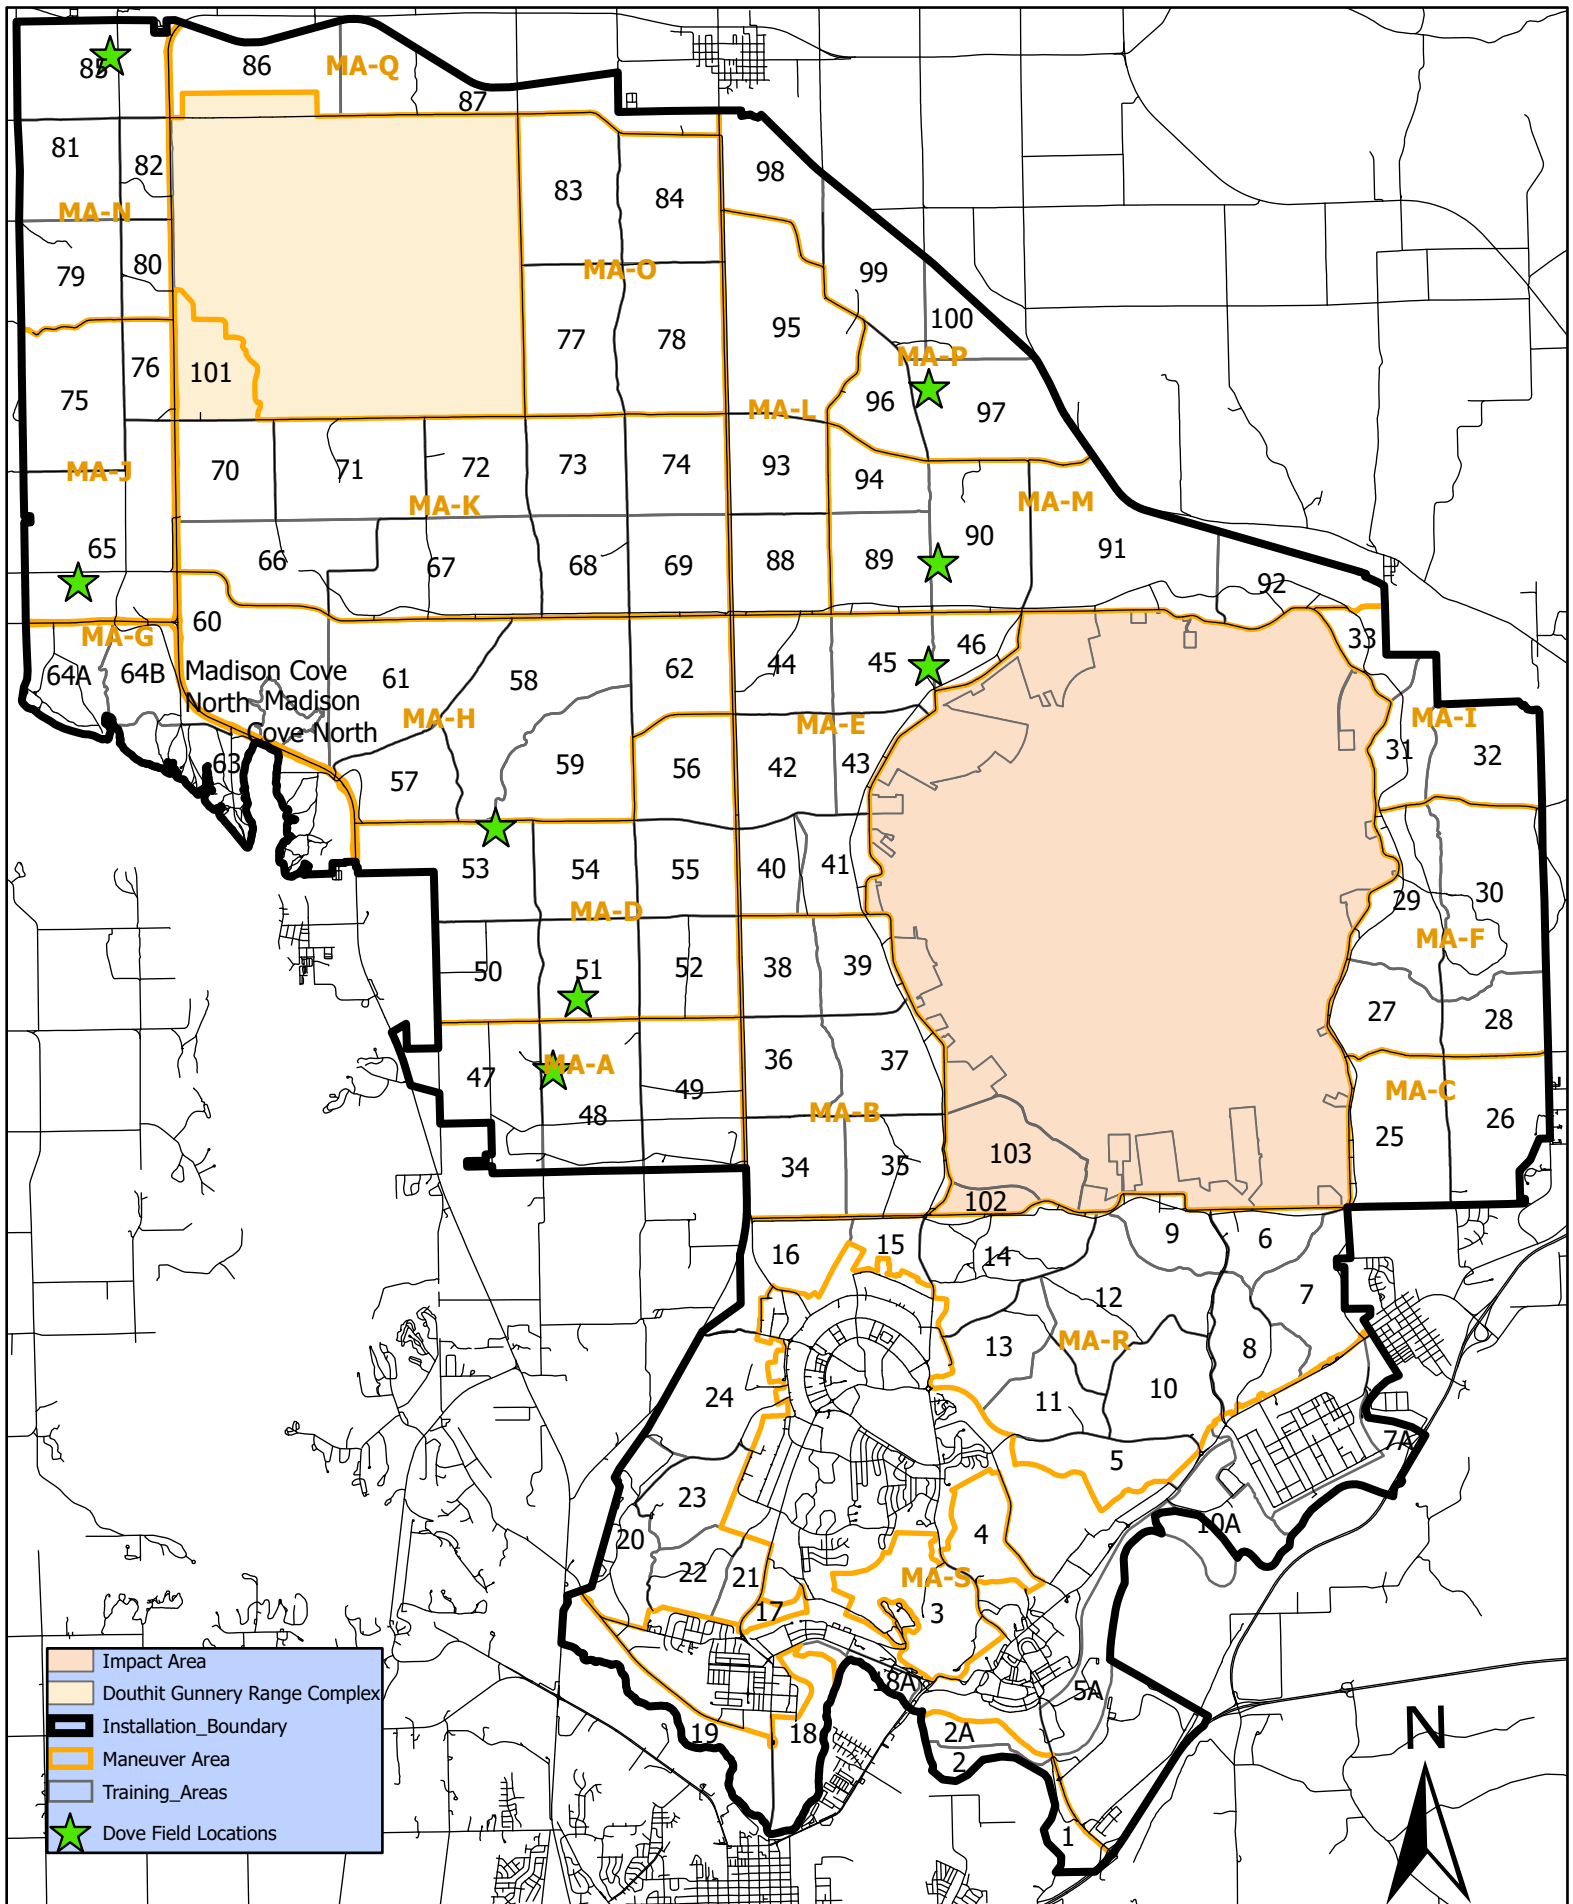 85
86
MA-Q
87
81
82
98
83
84
MA-N
79
80
MA-O
99
100
95
77
78
MA-P
76
101
75
96
97
MA-L
MA-J
70
71
72
73
74
93
94
MA-K
MA-M
65
66
67
68
69
88
89
90
91
92
60
MA-G
33
64A
64B
Madison Cove
North
Madison
Cove North
61
58
62
44
45
46
MA-H
MA-E
MA-I
63
57
59
56
42
43
31
32
53
54
55
40
41
29
30
MA-D
MA-F
50
51
52
38
39
27
28
47
MA-A
49
36
37
MA-C
48
MA-B
25
26
34
35
103
102
16
15
14
9
6
12
7
13
MA-R
8
24
11
10
5
7A
23
20
4
10A
22
21
MA-S
17
3
18A
5A
19
18
2A
2
1
Impact Area
Douthit Gunnery Range Complex
Installation_Boundary
Maneuver Area
Training_Areas
Dove Field Locations
N